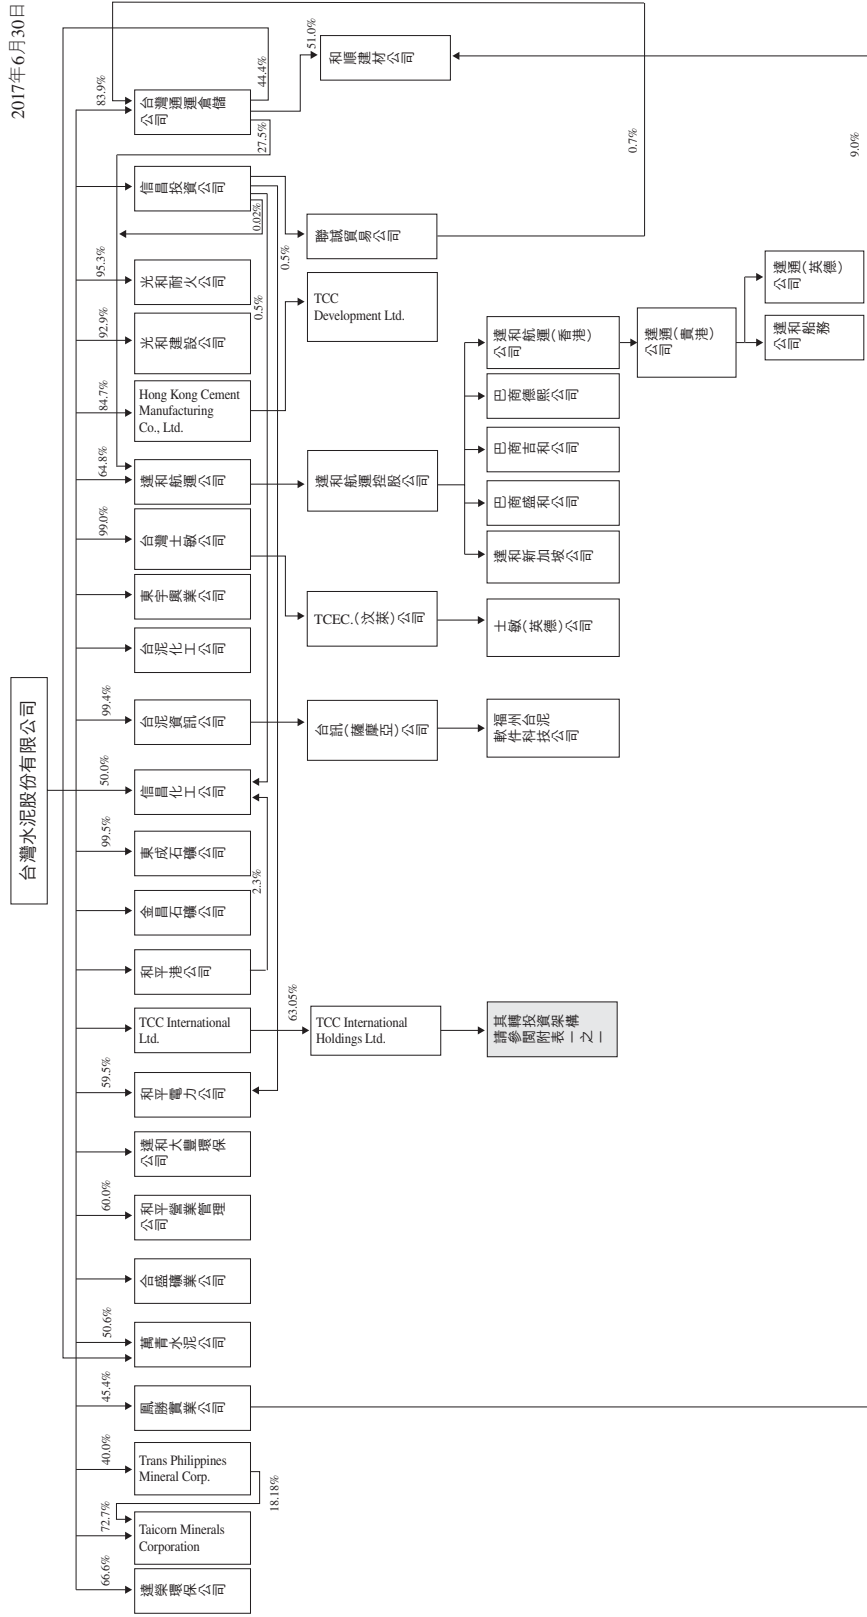 2017年6月30日
台灣水泥股份有限公司
66.6%
72.7%
40.0%
45.4%
50.6%
60.0%
59.5%
99.5%
50.0%
99.4%
99.0%
64.8%
84.7%
92.9%
95.3%
83.9%
達榮環保公司
Taicorn Minerals
Corporation
Trans Philippines
Mineral Corp.
鳳勝實業公司
萬青水泥公司
合盛礦業公司
和平營業管理
公司
達和大豐環保
公司
和平電力公司
TCC International
Ltd.
和平港公司
金昌石礦公司
東成石礦公司
信昌化工公司
台泥資訊公司
台泥化工公司
東宇興業公司
台灣士敏公司
達和航運公司
Hong Kong Cement
Manufacturing
Co., Ltd.
光和建設公司
光和耐火公司
信昌投資公司
台灣通運倉儲
公司
18.18%
63.05%
2.3%
0.5%
0.02%
0.5%
27.5%
44.4%
51.0%
TCC International
Holdings Ltd.
台訊(薩摩亞)公司
TCEC.(汶萊)公司
達和航運控股公司
TCC
Development Ltd.
聯誠貿易公司
和順建材公司
其轉投資架構
請參閱附表一之一
福州台泥
軟件科技公司
士敏(英德)公司
達和新加坡公司
巴商盛和公司
巴商吉和公司
巴商德熙公司
達和航運(香港)
公司
0.7%
達通(貴港)
公司
達和船務
公司
達通(英德)
公司
9.0%